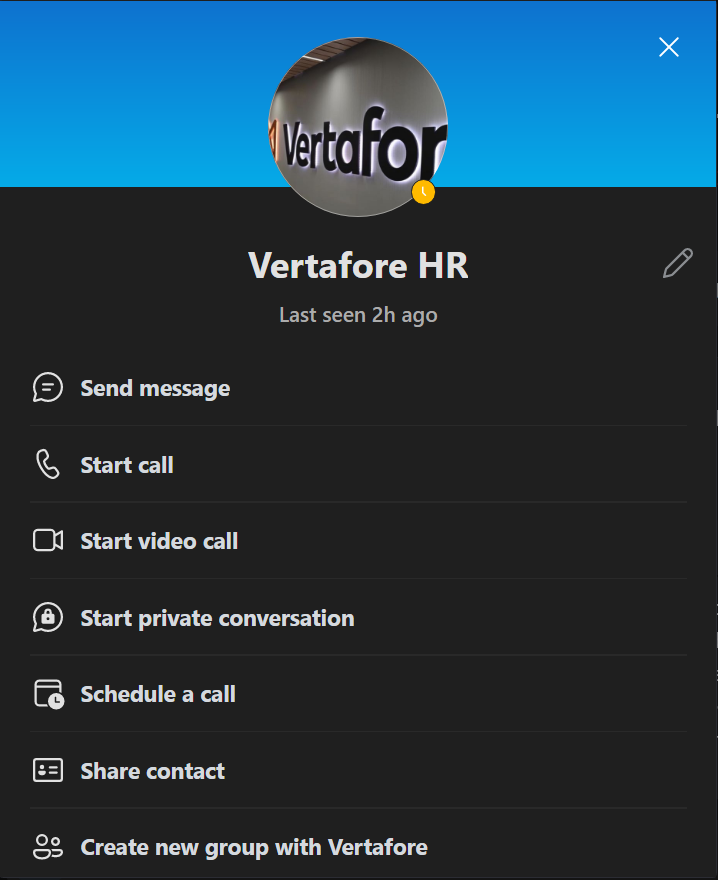 Vertafor
Vertafore HR
Last seen 2h ago
Send message
Start call
Start video call
Start private conversation
Schedule a call
Share contact
Create new group with Vertafore